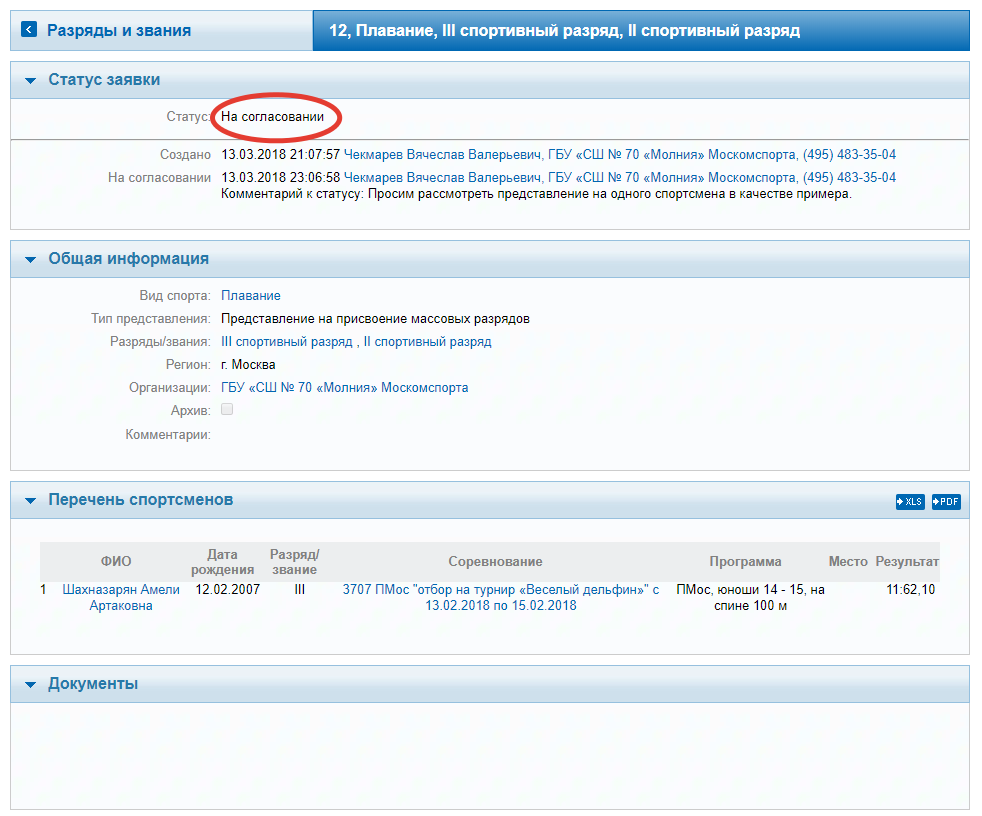 Разряды и звания
12, Плавание, III спортивный разряд, II спортивный разряд
Статус заявки
Статус: На согласовании
Создано 13.03.2018 21:07:57 Чекмарев Вячеслав Валерьевич, ГБУ «СШ № 70 «Молния» Москомспорта, (495) 483-35-04
На согласовании 13.03.2018 23:06:58 Чекмарев Вячеслав Валерьевич, ГБУ «СШ № 70 «Молния» Москомспорта, (495) 483-35-04
Комментарий к статусу: Просим рассмотреть представление на одного спортсмена в качестве примера.
Общая информация
Вид спорта: Плавание
Тип представления: Представление на присвоение массовых разрядов
Разряды/звания: III спортивный разряд , II спортивный разряд
Регион: г. Москва
Организации: ГБУ «СШ № 70 «Молния» Москомспорта
Архив:
Комментарии:
Перечень спортсменов XLS PDF
ФИО Дата рождения Разряд/звание Соревнование Программа Место Результат
1 Шахназарян Амели 12.02.2007 III 3707 ПМос "отбор на турнир «Веселый дельфин»" с ПМос, юноши 14 - 15, на 11:62,10
Артаковна 13.02.2018 по 15.02.2018 спине 100 м
Документы